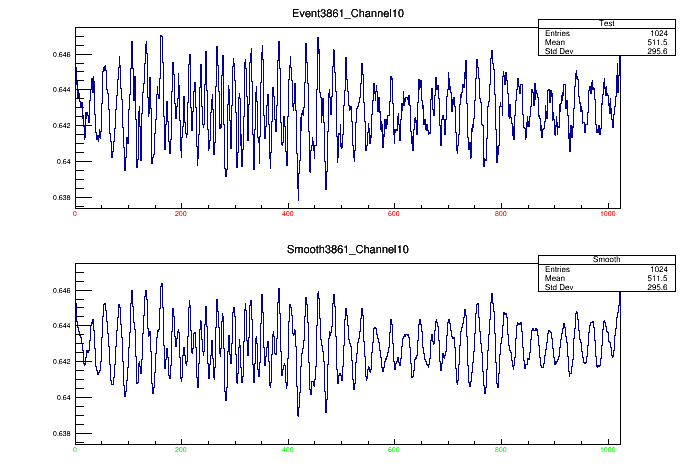 Event3861_Channel10
Test
Entries 1024
Mean 511.5
Std Dev 295.6
0.646
0.644
0.642
0.64
0.638
0 200 400 600 800 1000
Smooth3861_Channel10
Smooth
Entries 1024
Mean 511.5
Std Dev 295.6
0.646
0.644
0.642
0.64
0.638
0 200 400 600 800 1000